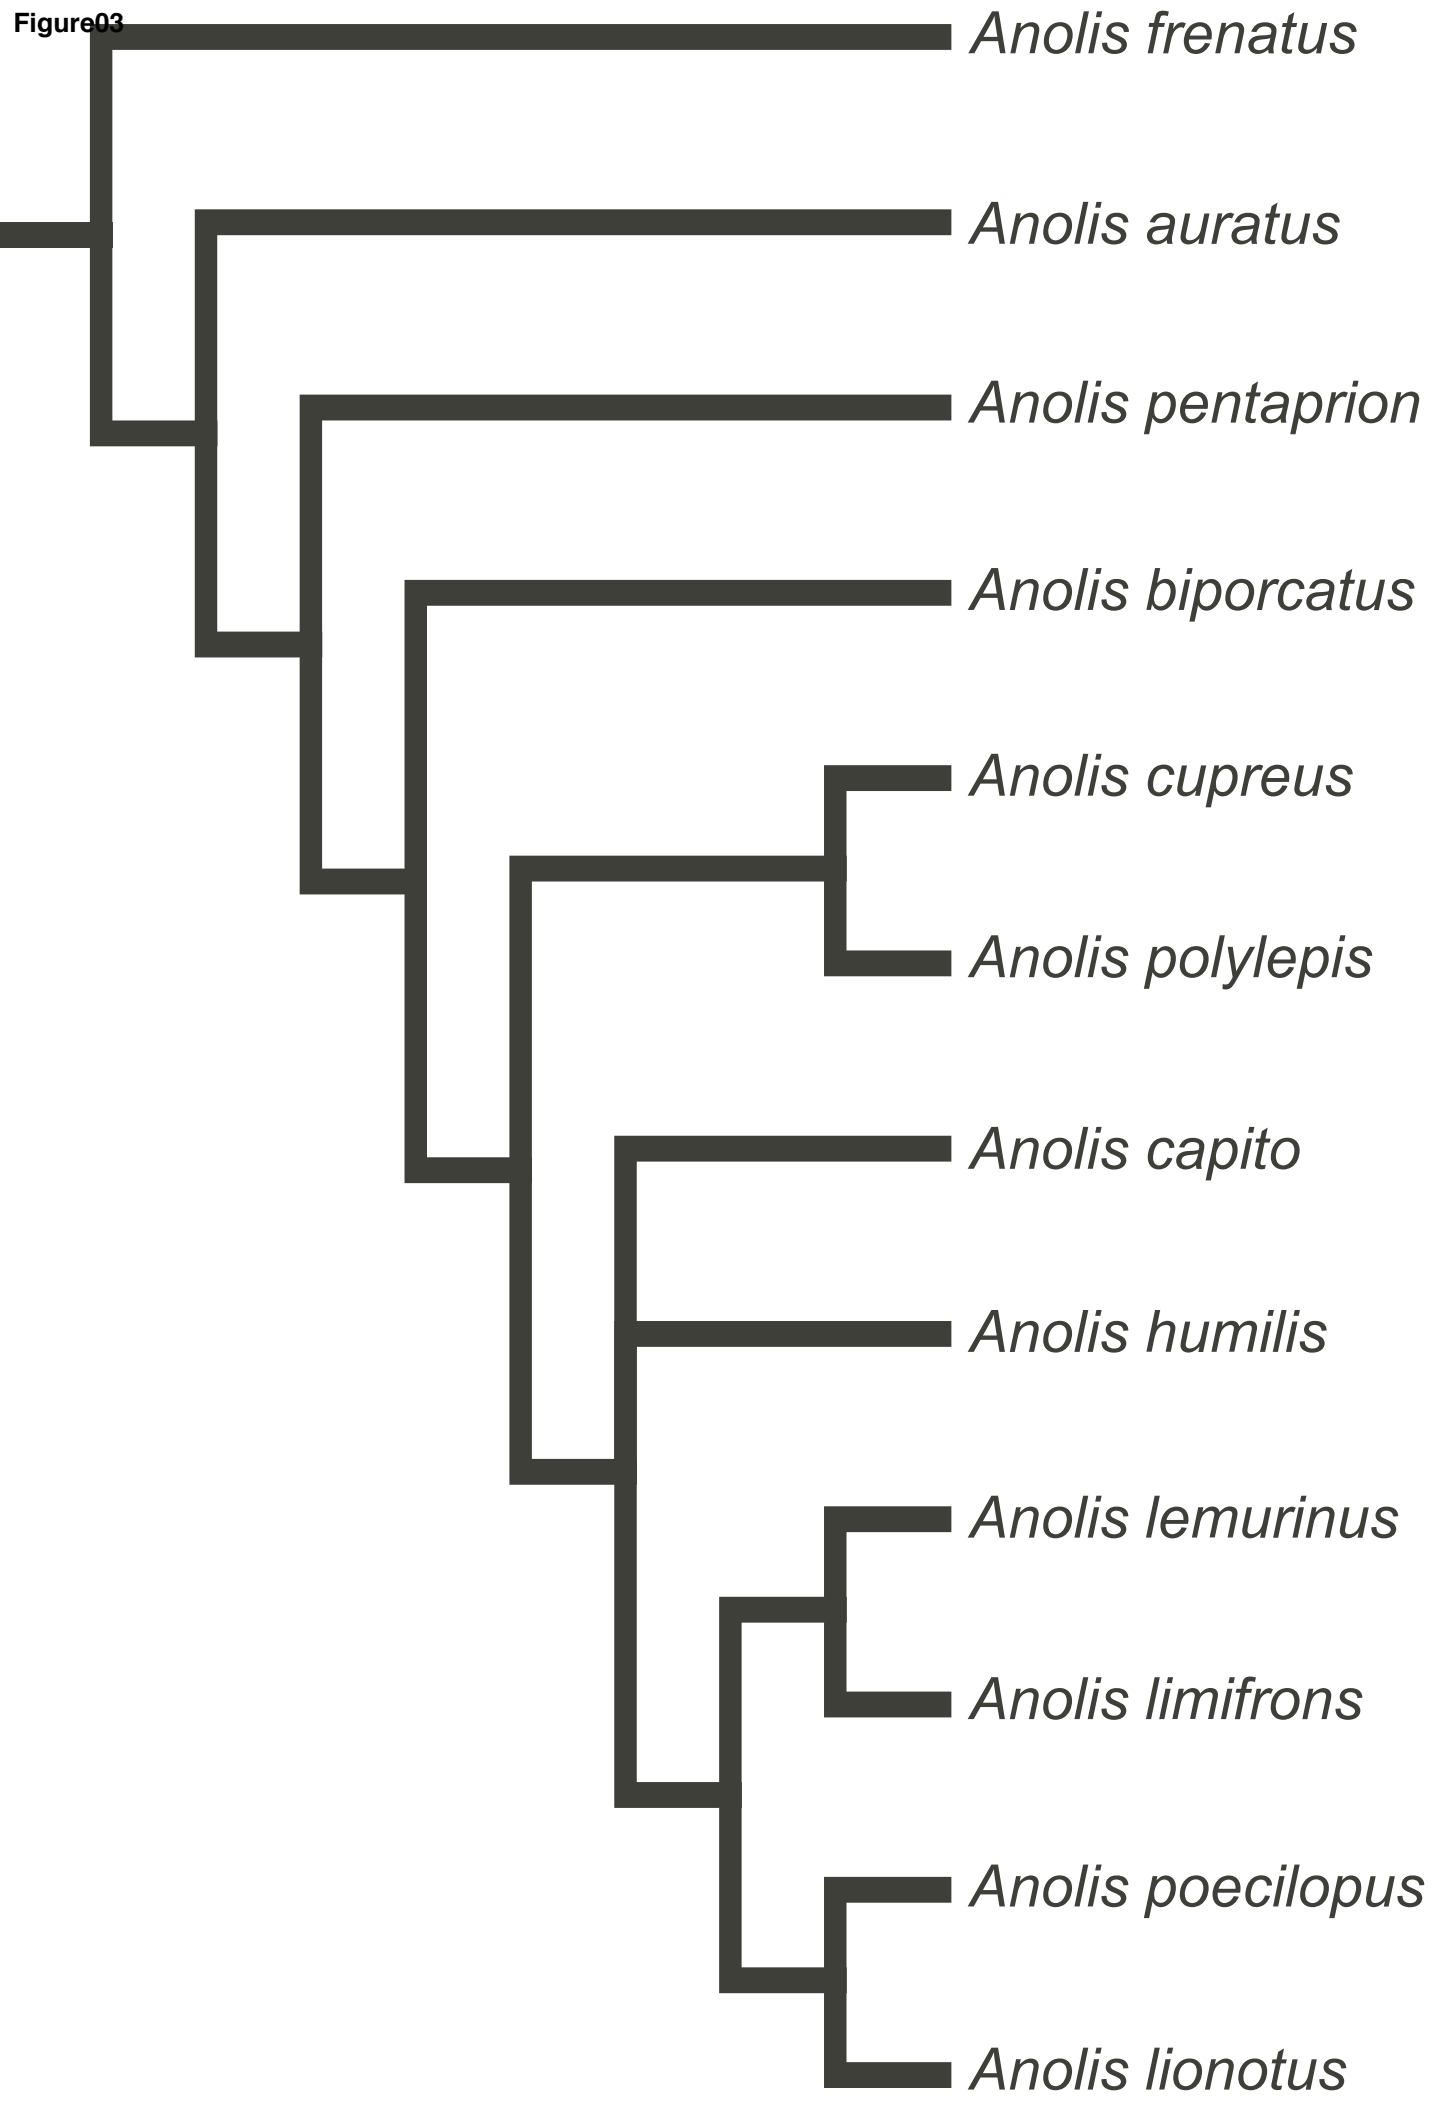 Figure03
Anolis frenatus
Anolis auratus
Anolis pentaprion
Anolis biporcatus
Anolis cupreus
Anolis polylepis
Anolis capito
Anolis humilis
Anolis lemurinus
Anolis limifrons
Anolis poecilopus
Anolis lionotus